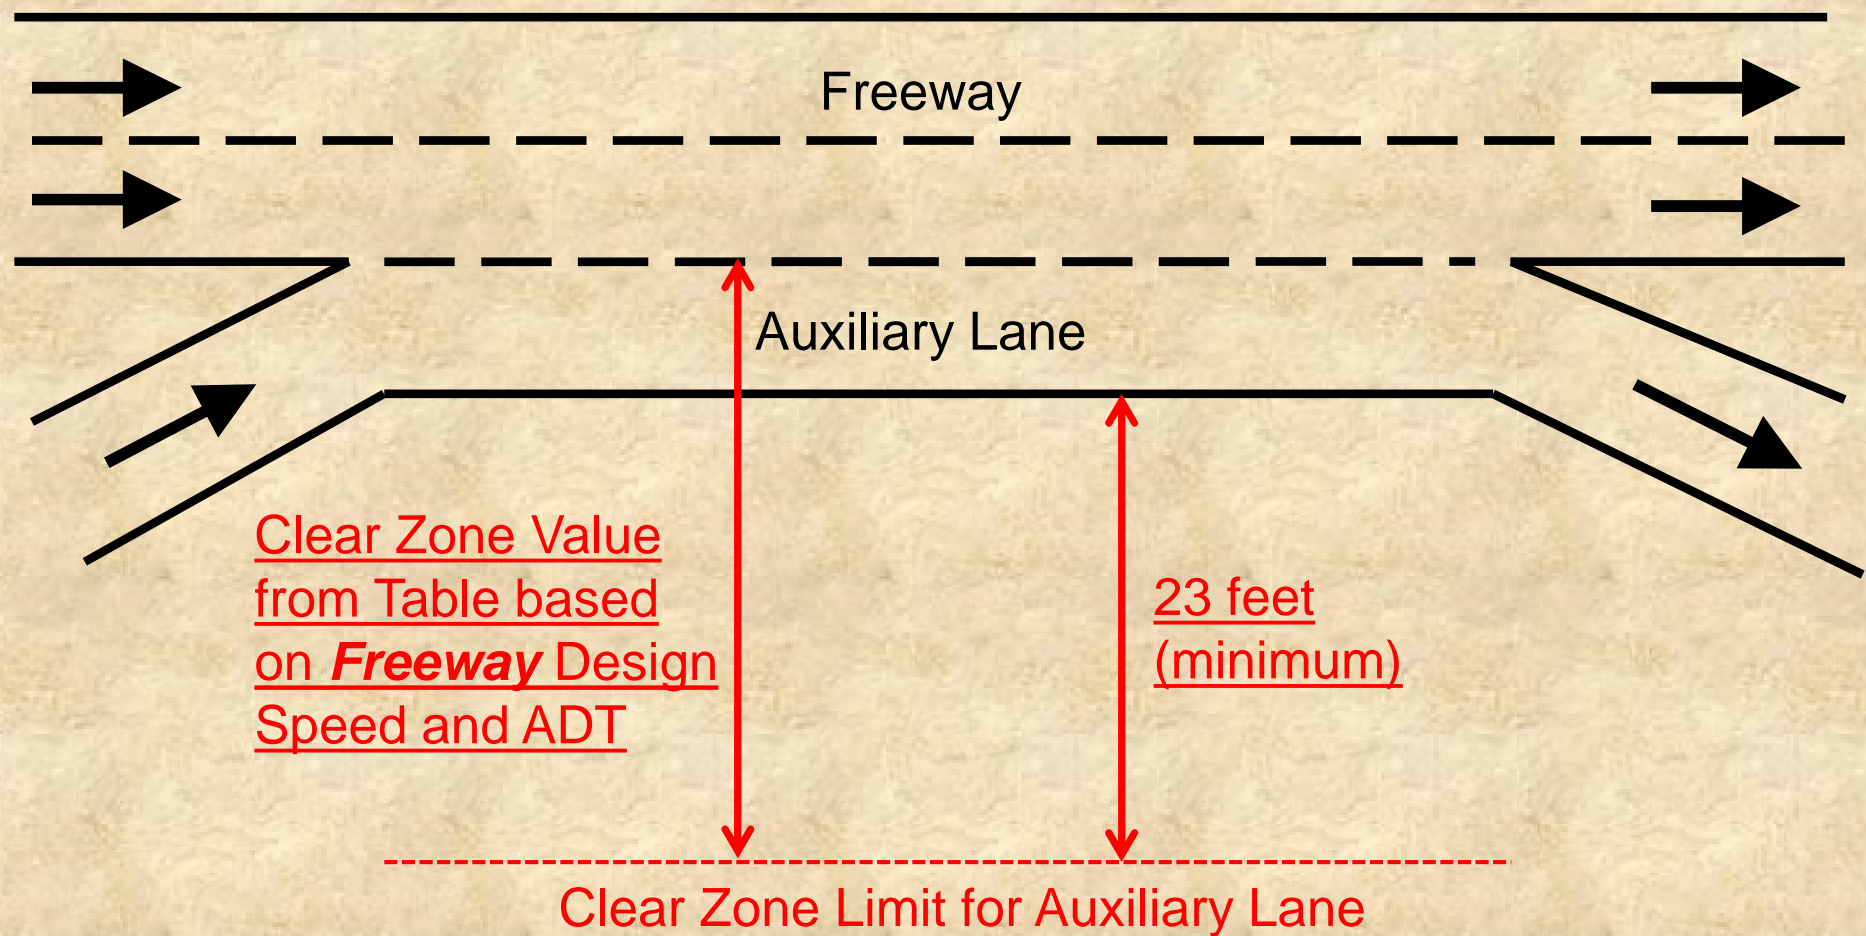 Freeway
Auxiliary Lane
Clear Zone Value
from Table based
on Freeway Design
Speed and ADT
23 feet
(minimum)
Clear Zone Limit for Auxiliary Lane